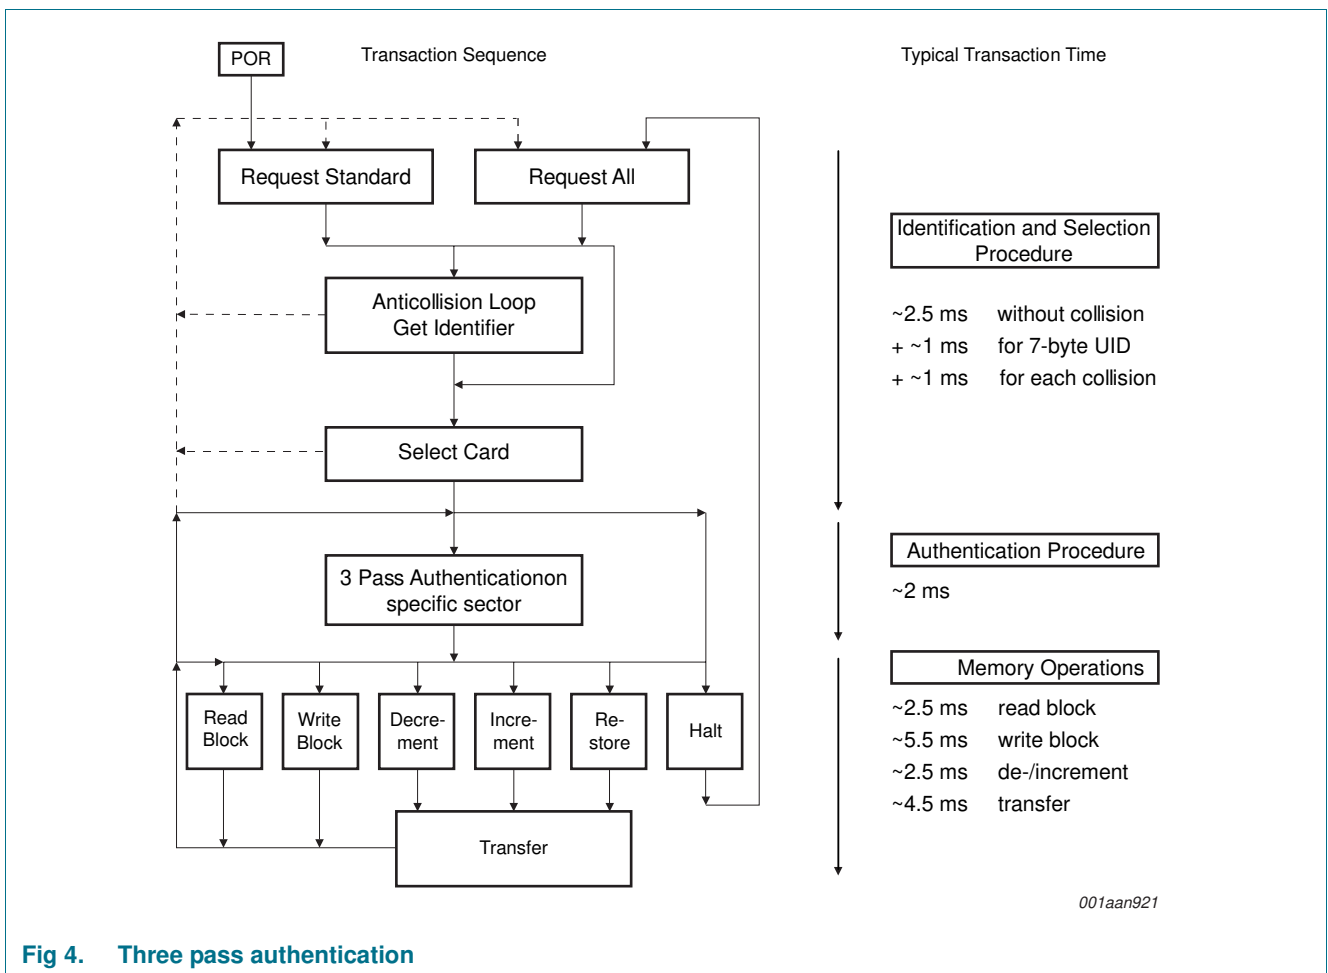 POR
Transaction Sequence
Typical Transaction Time
Request Standard
Request All
Identification and Selection
Procedure
Anticollision Loop
Get Identifier
~2.5 ms without collision
+ ~1 ms for 7-byte UID
+ ~1 ms for each collision
Select Card
3 Pass Authenticationon
specific sector
Authentication Procedure
~2 ms
Memory Operations
Read
Block
Write
Block
Decre-
ment
Incre-
ment
Re-
store
Halt
~2.5 ms read block
~5.5 ms write block
~2.5 ms de-/increment
~4.5 ms transfer
Transfer
001aan921
Fig 4. Three pass authentication